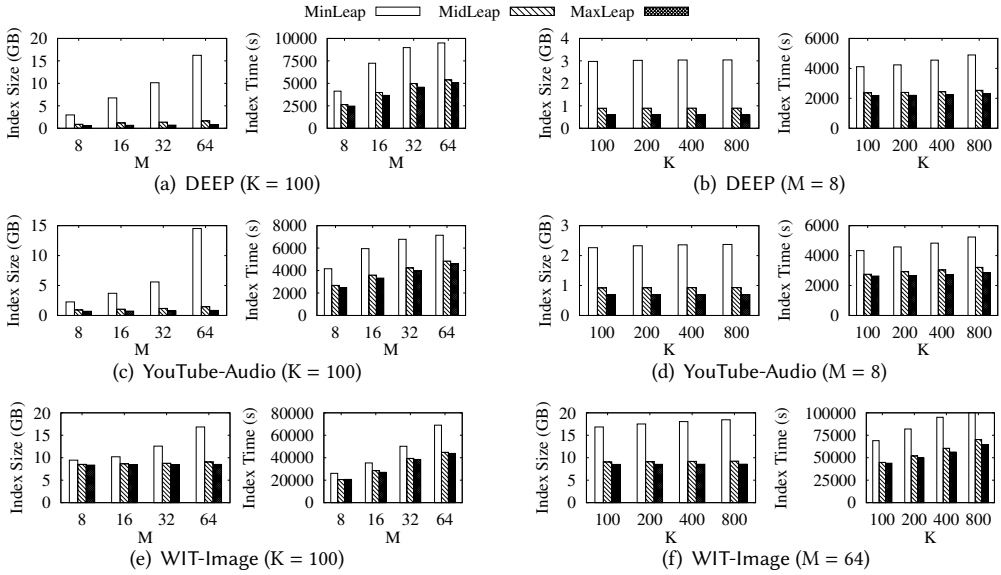 MinLeap MidLeap MaxLeap
Index Size (GB) 20 15 10 5 0 8 16 32 64 M
Index Time (s) 10000 7500 5000 2500 0 8 16 32 64 M
(a) DEEP (K = 100)
Index Size (GB) 4 3 2 1 0 100 200 400 800 K
Index Time (s) 6000 4000 2000 0 100 200 400 800 K
(b) DEEP (M = 8)
Index Size (GB) 15 10 5 0 8 16 32 64 M
Index Time (s) 8000 6000 4000 2000 0 8 16 32 64 M
(c) YouTube-Audio (K = 100)
Index Size (GB) 3 2 1 0 100 200 400 800 K
Index Time (s) 6000 4000 2000 0 100 200 400 800 K
(d) YouTube-Audio (M = 8)
Index Size (GB) 20 15 10 5 0 8 16 32 64 M
Index Time (s) 80000 60000 40000 20000 0 8 16 32 64 M
(e) WIT-Image (K = 100)
Index Size (GB) 20 15 10 5 0 100 200 400 800 K
Index Time (s) 100000 75000 50000 25000 0 100 200 400 800 K
(f) WIT-Image (M = 64)